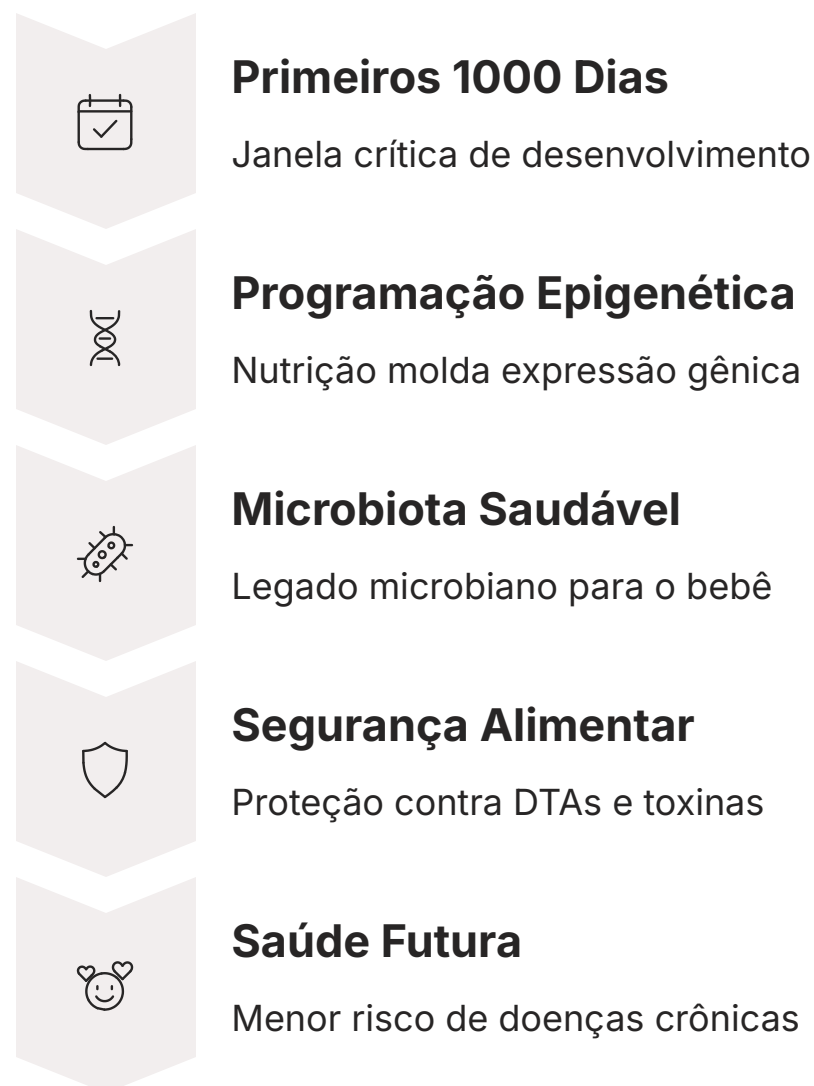 Primeiros 1000 Dias
Janela crítica de desenvolvimento
Programação Epigenética
Nutrição molda expressão gênica
Microbiota Saudável
Legado microbiano para o bebê
Segurança Alimentar
Proteção contra DTAs e toxinas
Saúde Futura
Menor risco de doenças crônicas